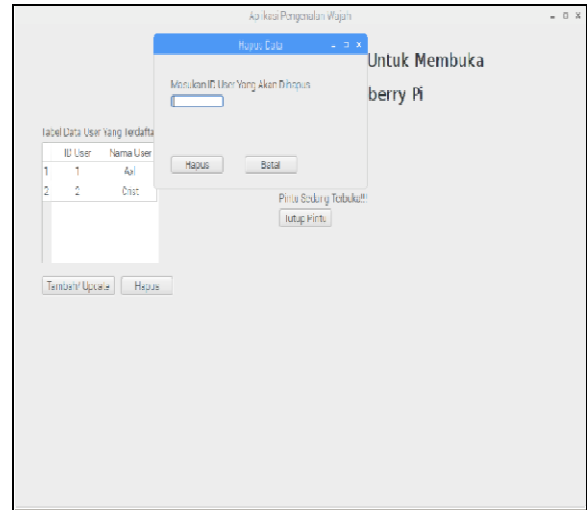 Aplikasi Pengenalan Wajah
Hapus Data
Untuk Membuka
berry Pi
Masukan ID User Yang Akan Dihapus
Hapus Batal
Tabel Data User Yang Terdafta
ID User Nama User
1 1
2 2
Pintu Sedang Terbuka!!!
Tutup Pintu
Tambah/ Update Hapus